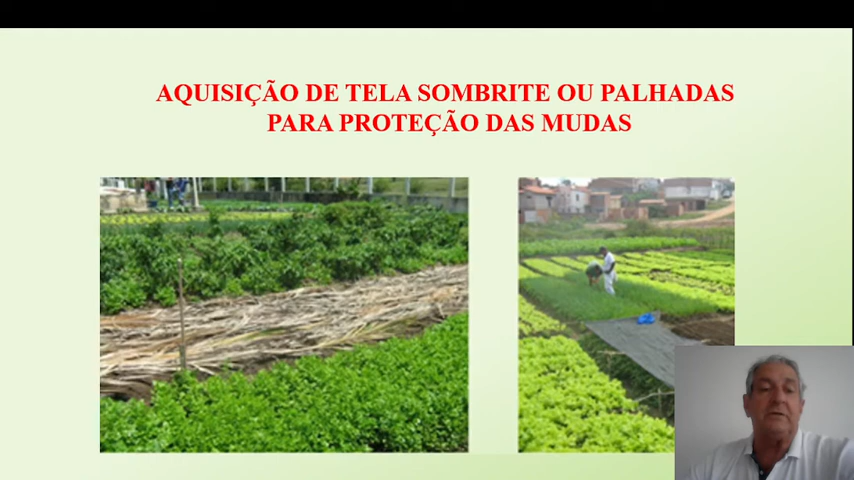 AQUISIÇÃO DE TELA SOMBRITE OU PALHADAS
PARA PROTEÇÃO DAS MUDAS